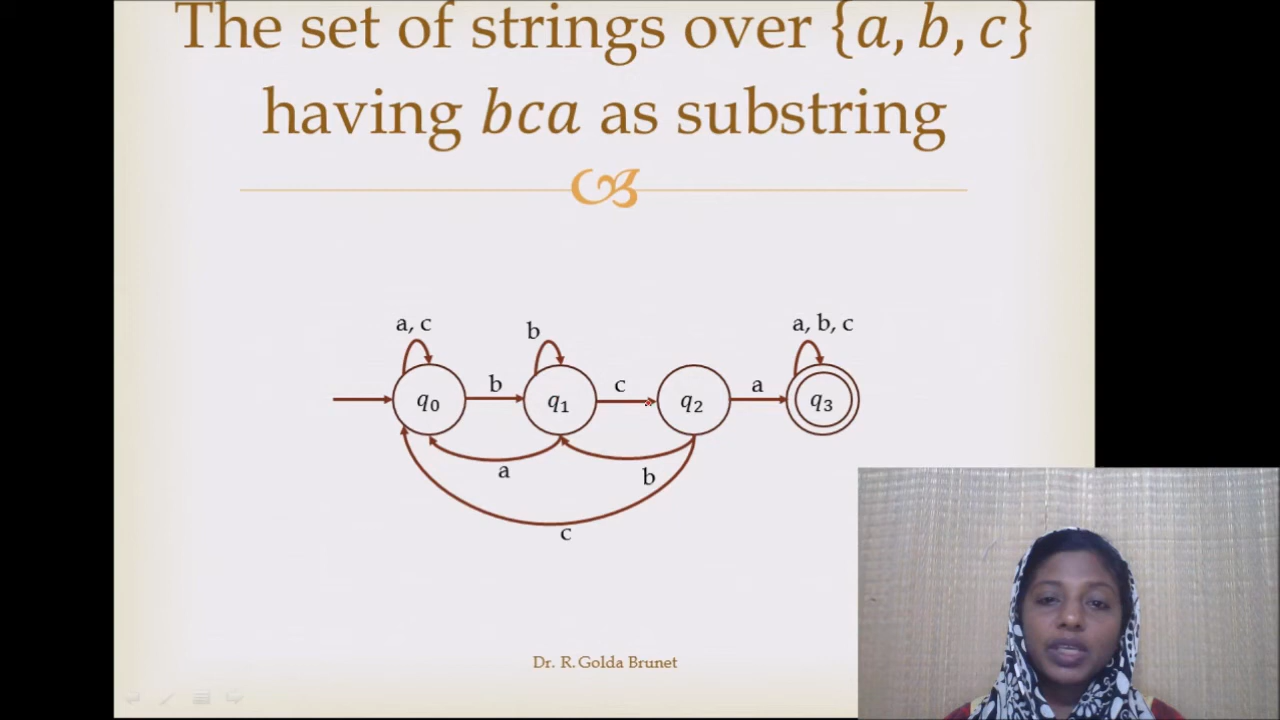 The set of strings over {a, b, c}
having bca as substring
a, c
b
a, b, c
b
c
a
q₀
q₁
q₂
q₃
a
b
c
Dr. R. Golda Brunet